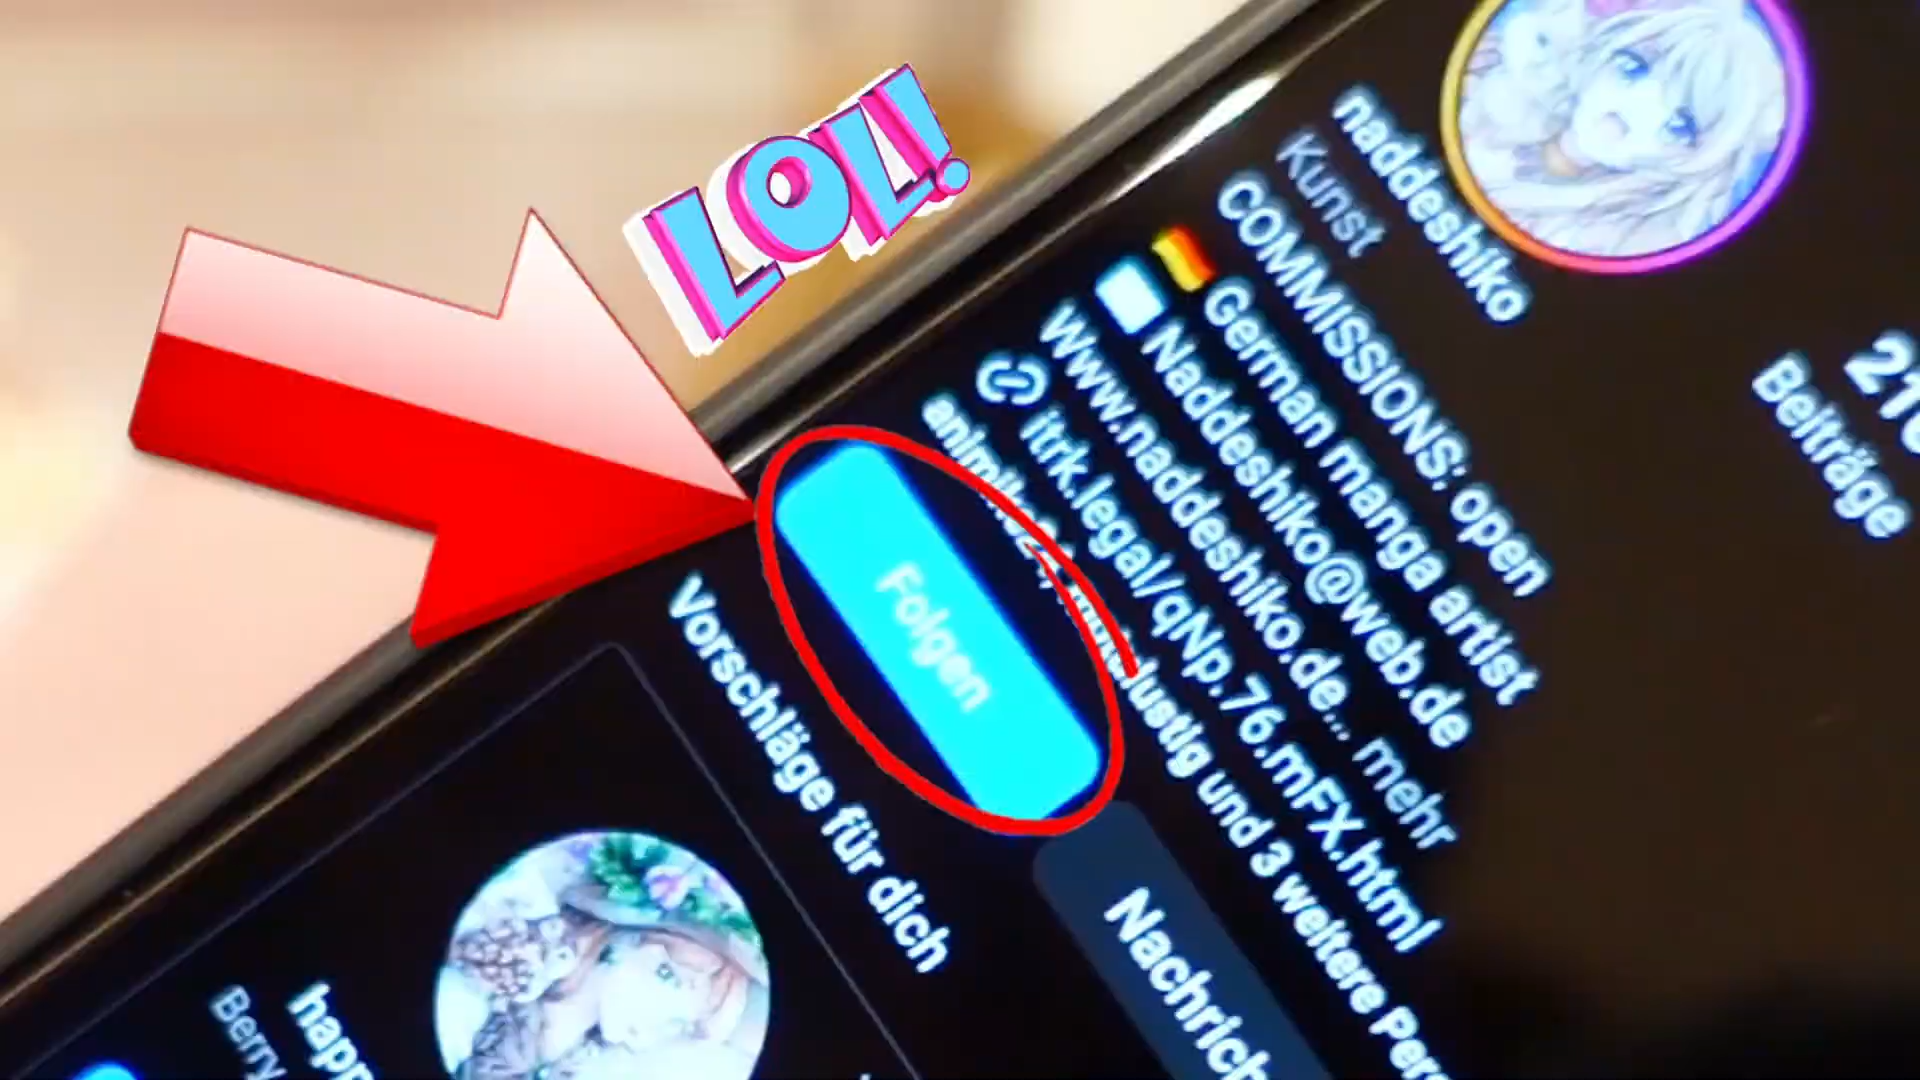 LOL!
naddeshiko
Kunst
COMMISSIONS: open
German manga artist
Naddeshiko@web.de
Www.naddeshiko.de... mehr
itrk.legal/qNp.76.mFX.html
und 3 weitere
Beiträge
Folgen
Vorschläge für dich
Berry